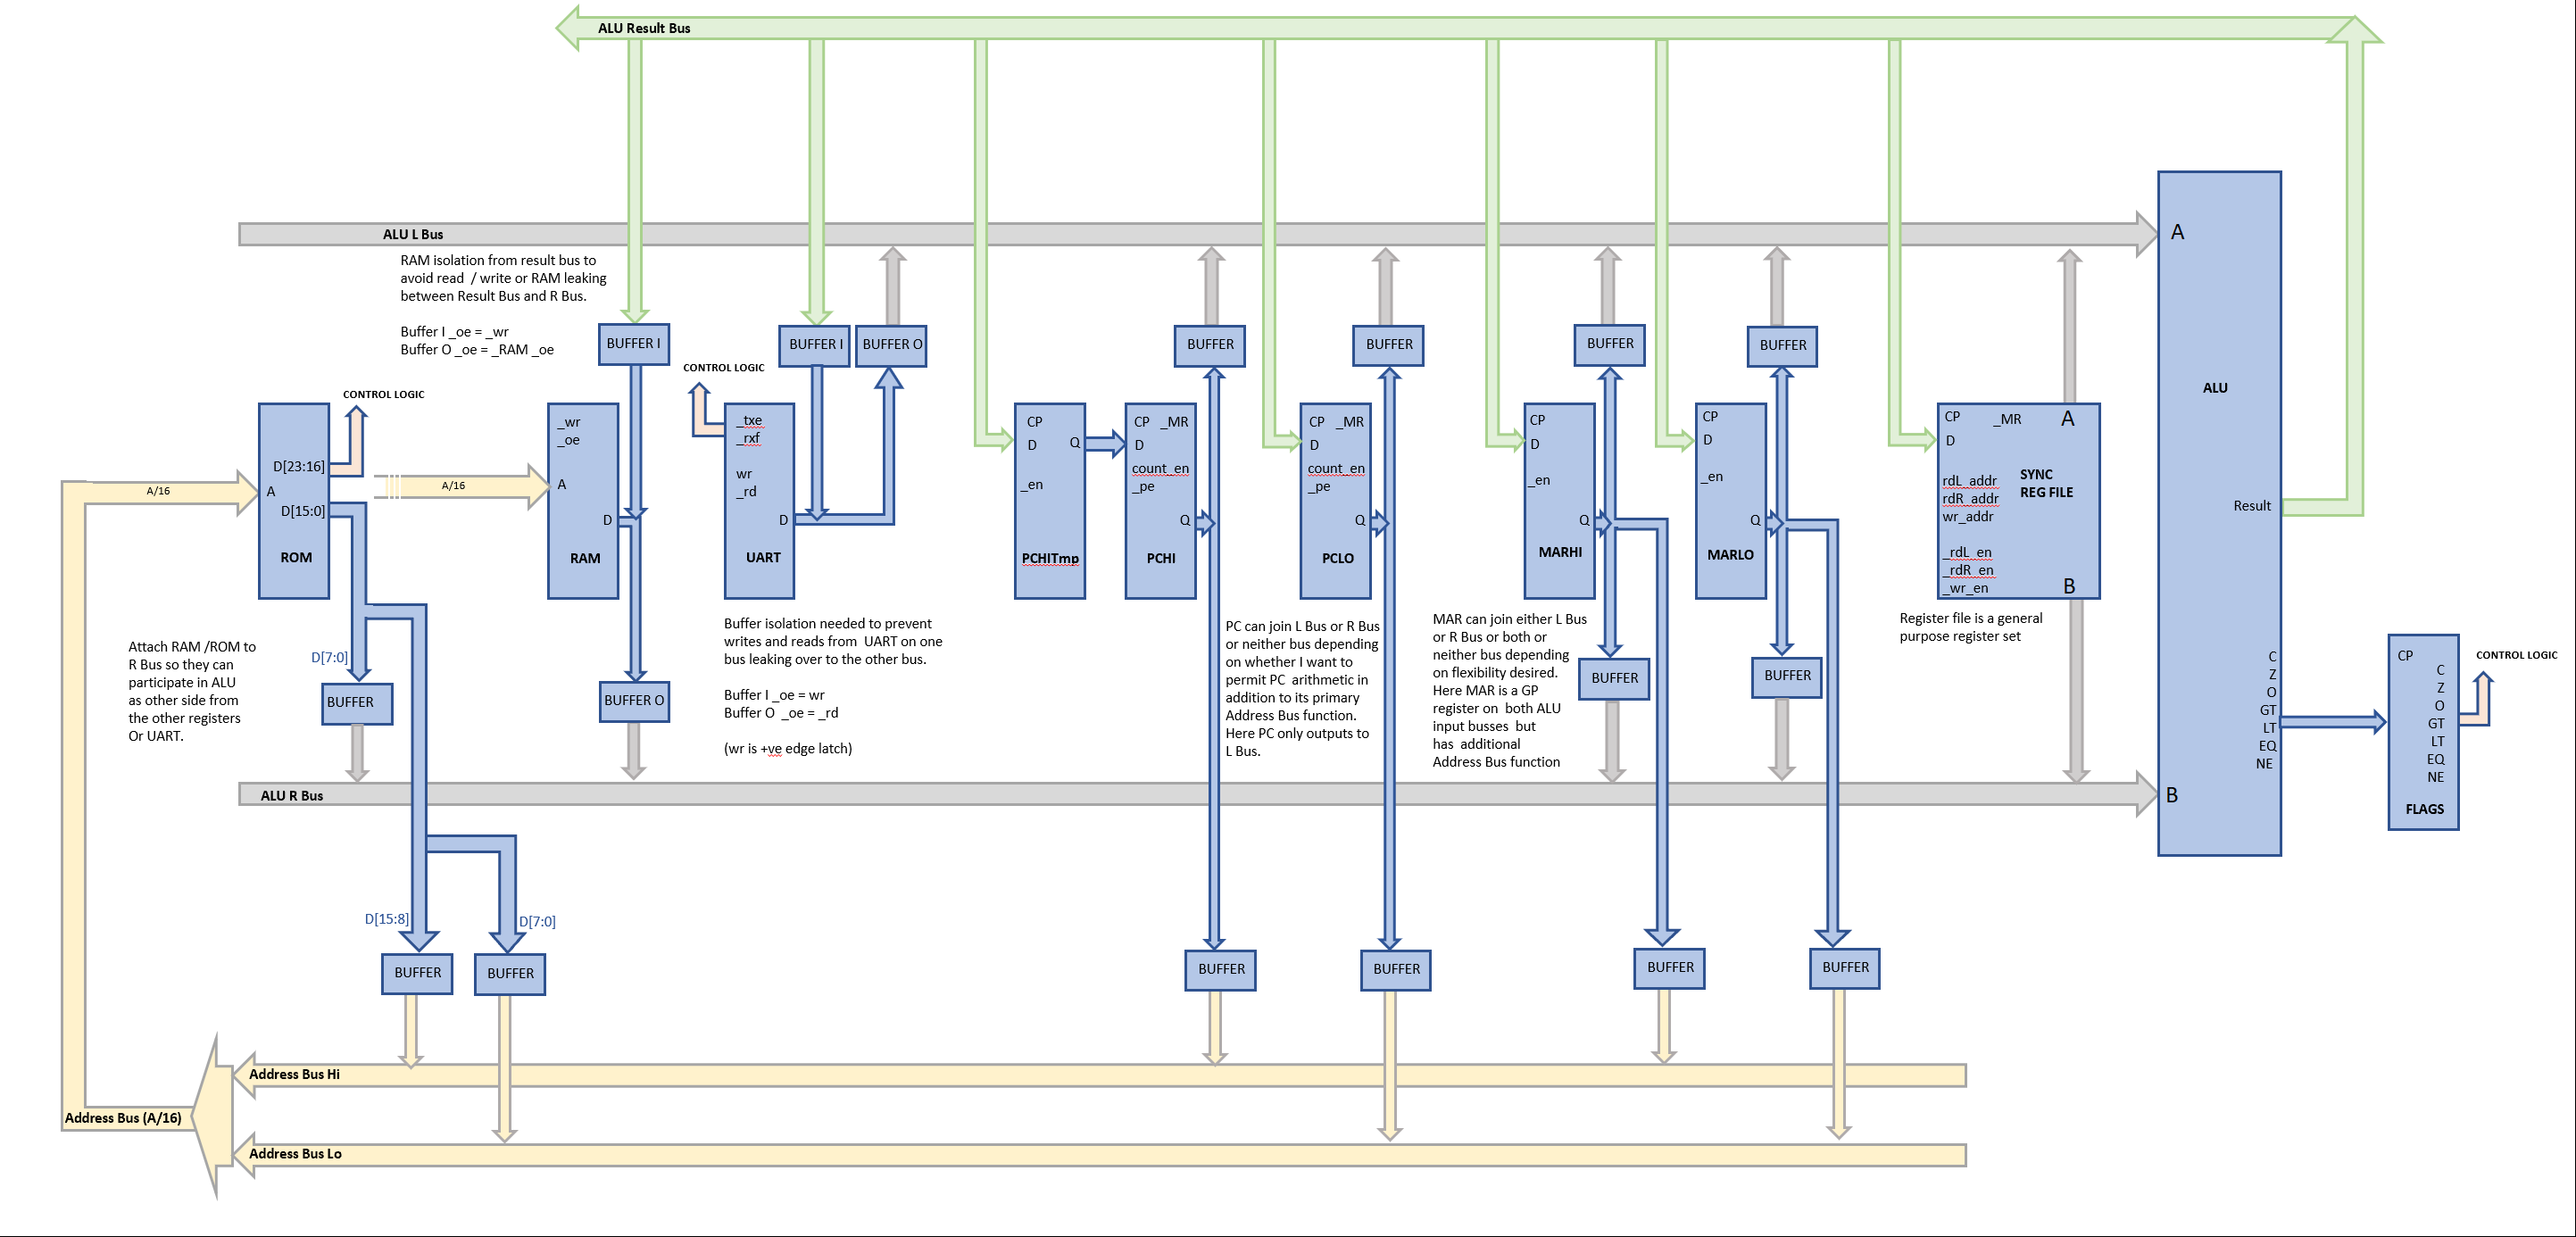 ALU Result Bus
ALU L Bus
A
RAM isolation from result bus to
avoid read / write or RAM leaking
between Result Bus and R Bus.
Buffer I _oe = _wr
Buffer O _oe = _RAM _oe
BUFFER I
BUFFER I
BUFFER O
BUFFER
BUFFER
BUFFER
BUFFER
CONTROL LOGIC
CONTROL LOGIC
D[23:16]
A
D[15:0]
ROM
A/16
A/16
_wr
_oe
A
D
RAM
_txe
_rxf
wr
_rd
D
UART
CP
D
Q
_en
PCHITmp
CP _MR
D
count_en
_pe
Q
PCHI
CP _MR
D
count_en
_pe
Q
PCLO
CP
D
_en
Q
MARHI
CP
D
_en
Q
MARLO
CP
_MR
A
D
SYNC
REG FILE
rdL_addr
rdR_addr
wr_addr
_rdL_en
_rdR_en
_wr_en
B
Register file is a general
purpose register set
ALU
Result
C
Z
O
GT
LT
EQ
NE
B
CP
C
Z
O
GT
LT
EQ
NE
FLAGS
CONTROL LOGIC
Attach RAM /ROM to
R Bus so they can
participate in ALU
as other side from
the other registers
Or UART.
D[7:0]
BUFFER
BUFFER O
Buffer isolation needed to prevent
writes and reads from UART on one
bus leaking over to the other bus.
Buffer I _oe = wr
Buffer O _oe = _rd
(wr is +ve edge latch)
PC can join L Bus or R Bus
or neither bus depending
on whether I want to
permit PC arithmetic in
addition to its primary
Address Bus function.
Here PC only outputs to
L Bus.
MAR can join either L Bus
or R Bus or both or
neither bus depending
on flexibility desired.
Here MAR is a GP
register on both ALU
input busses but
has additional
Address Bus function
BUFFER
BUFFER
ALU R Bus
D[15:8]
D[7:0]
BUFFER
BUFFER
BUFFER
BUFFER
BUFFER
BUFFER
Address Bus Hi
Address Bus (A/16)
Address Bus Lo